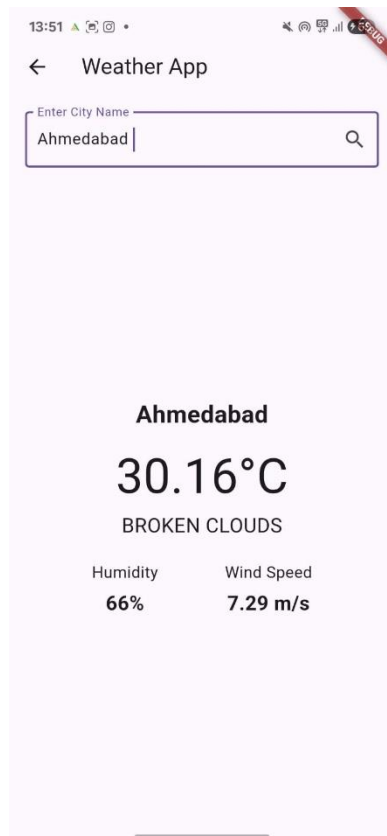 13:51
Weather App
Enter City Name
Ahmedabad
Ahmedabad
30.16°C
BROKEN CLOUDS
Humidity Wind Speed
66% 7.29 m/s